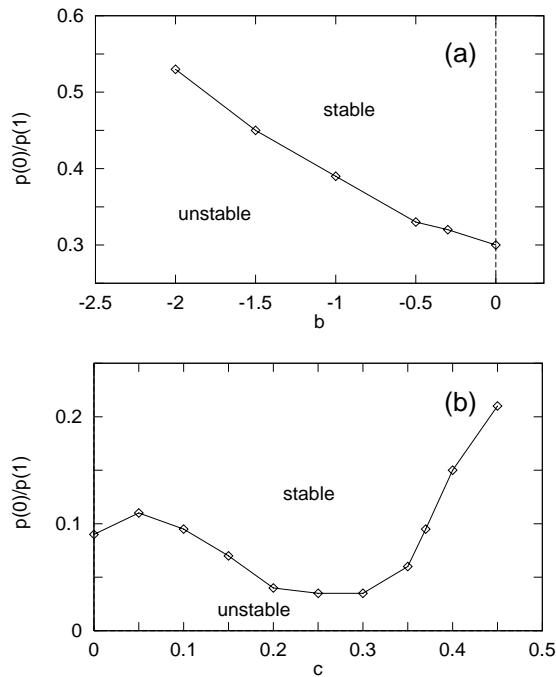 0.6
(a)
0.5
stable
p(0)/p(1)
0.4
unstable
0.3
-2.5 -2 -1.5 -1 -0.5 0
b
(b)
0.2
p(0)/p(1)
stable
0.1
unstable
0
0 0.1 0.2 0.3 0.4 0.5
c